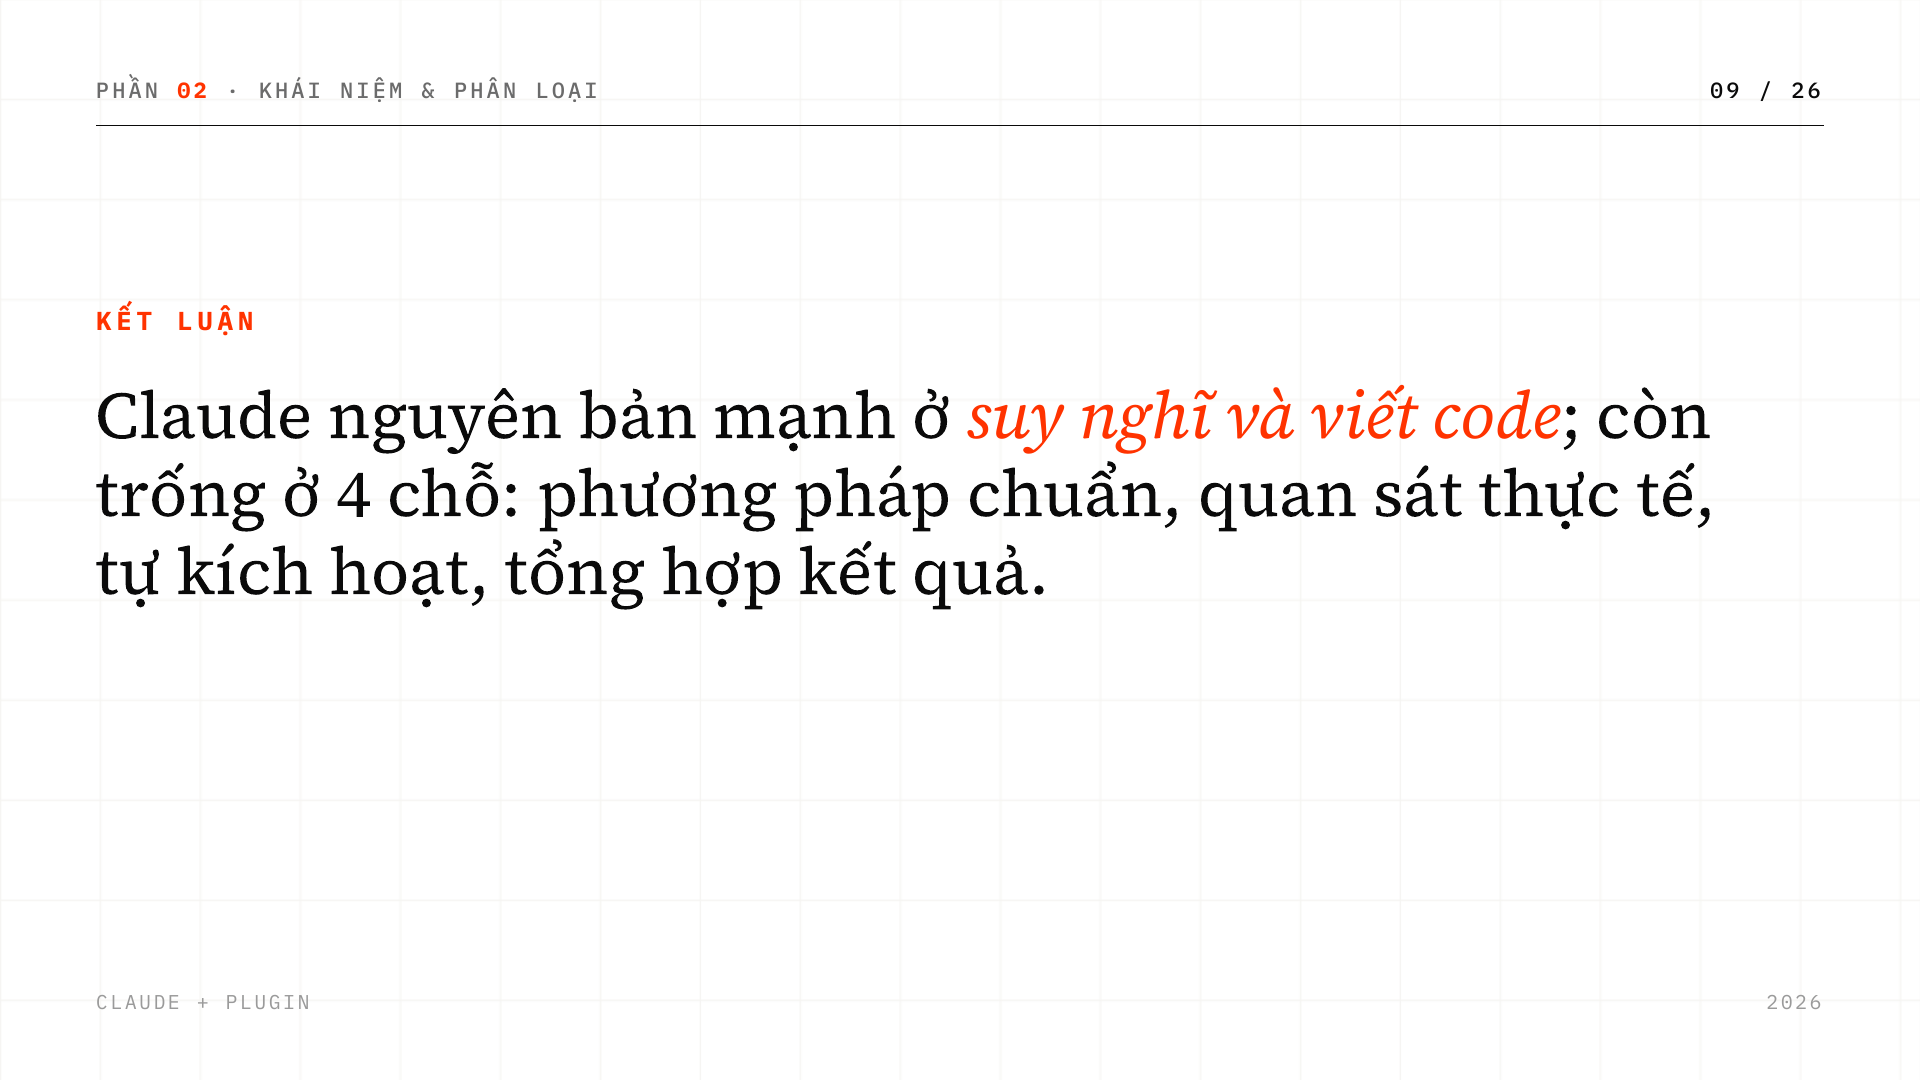 PHẦN 02 · KHÁI NIỆM & PHÂN LOẠI
09 / 26
KẾT LUẬN
Claude nguyên bản mạnh ở suy nghĩ và viết code; còn
trống ở 4 chỗ: phương pháp chuẩn, quan sát thực tế,
tự kích hoạt, tổng hợp kết quả.
CLAUDE + PLUGIN
2026